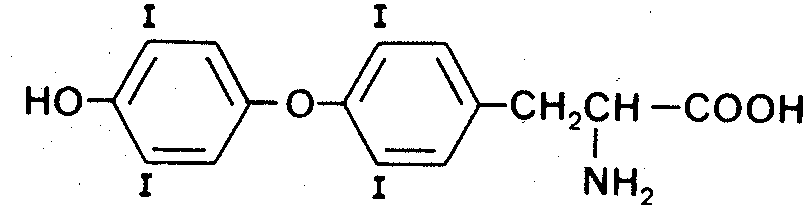 I I
HO O CH2CH COOH
I I
NH2